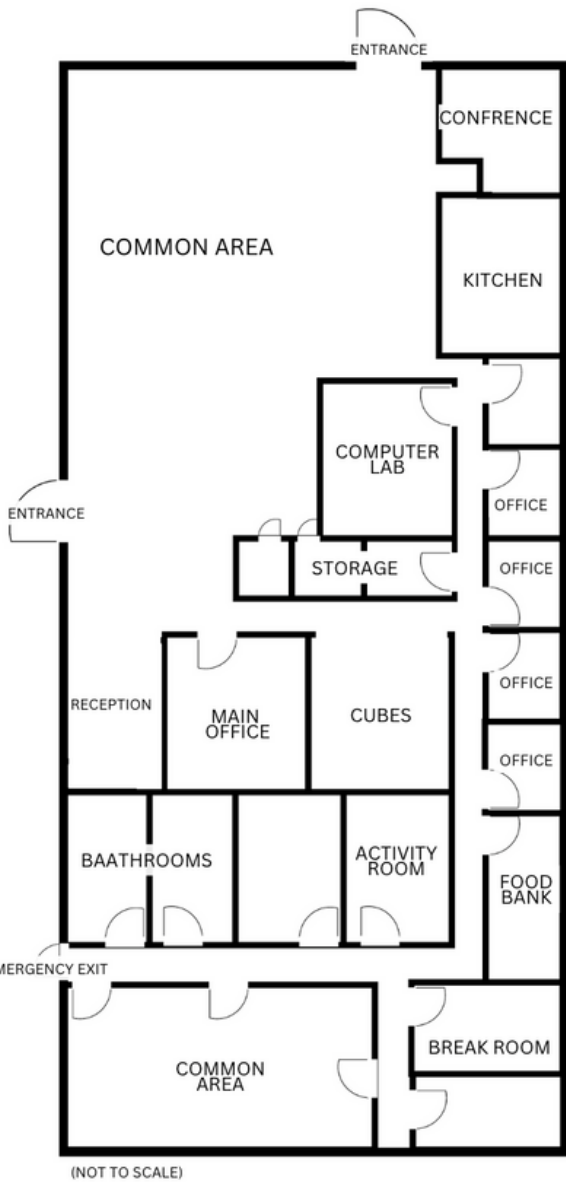 ENTRANCE
CONFRENCE
COMMON AREA
KITCHEN
COMPUTER
LAB
OFFICE
ENTRANCE
STORAGE
OFFICE
OFFICE
RECEPTION
MAIN
OFFICE
CUBES
OFFICE
BAATHROOMS
ACTIVITY
ROOM
FOOD
BANK
MERGENCY EXIT
BREAK ROOM
COMMON
AREA
(NOT TO SCALE)